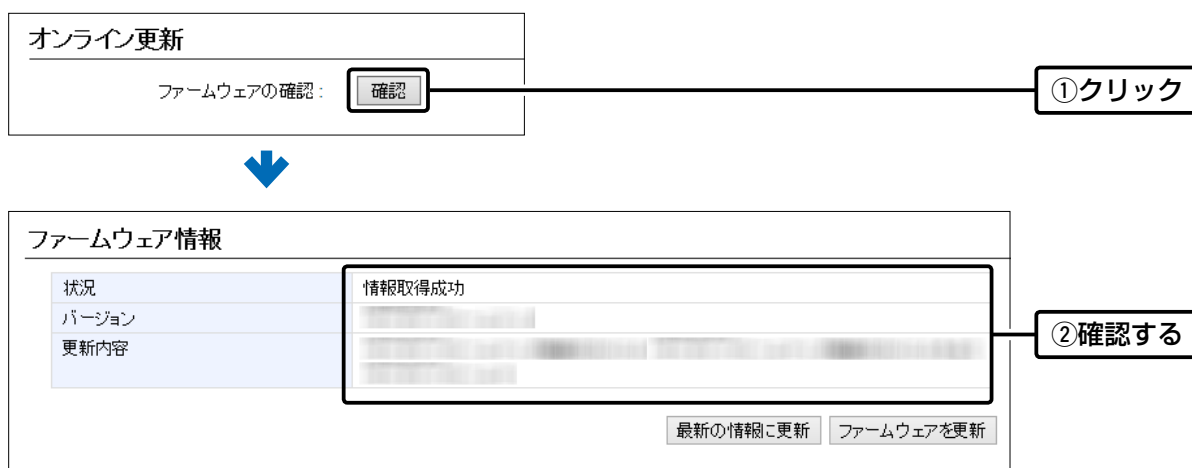 オンライン更新
ファームウェアの確認： 確認
①クリック
ファームウェア情報
状況 情報取得成功
バージョン
更新内容
②確認する
最新の情報に更新 ファームウェアを更新